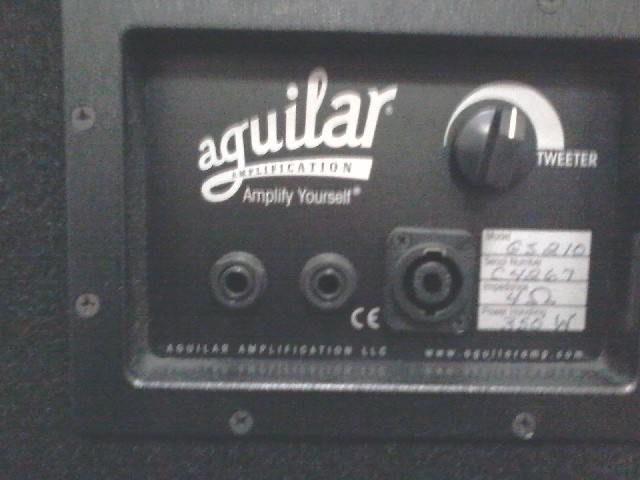 aguilar®
AMPLIFICATION
Amplify Yourself®
TWEETER
Model
GS210
Serial Number
C4267
Impedance
4Ω
Power Handling
350 W
CE
AGUILAR AMPLIFICATION LLC
www.aguilaramp.com